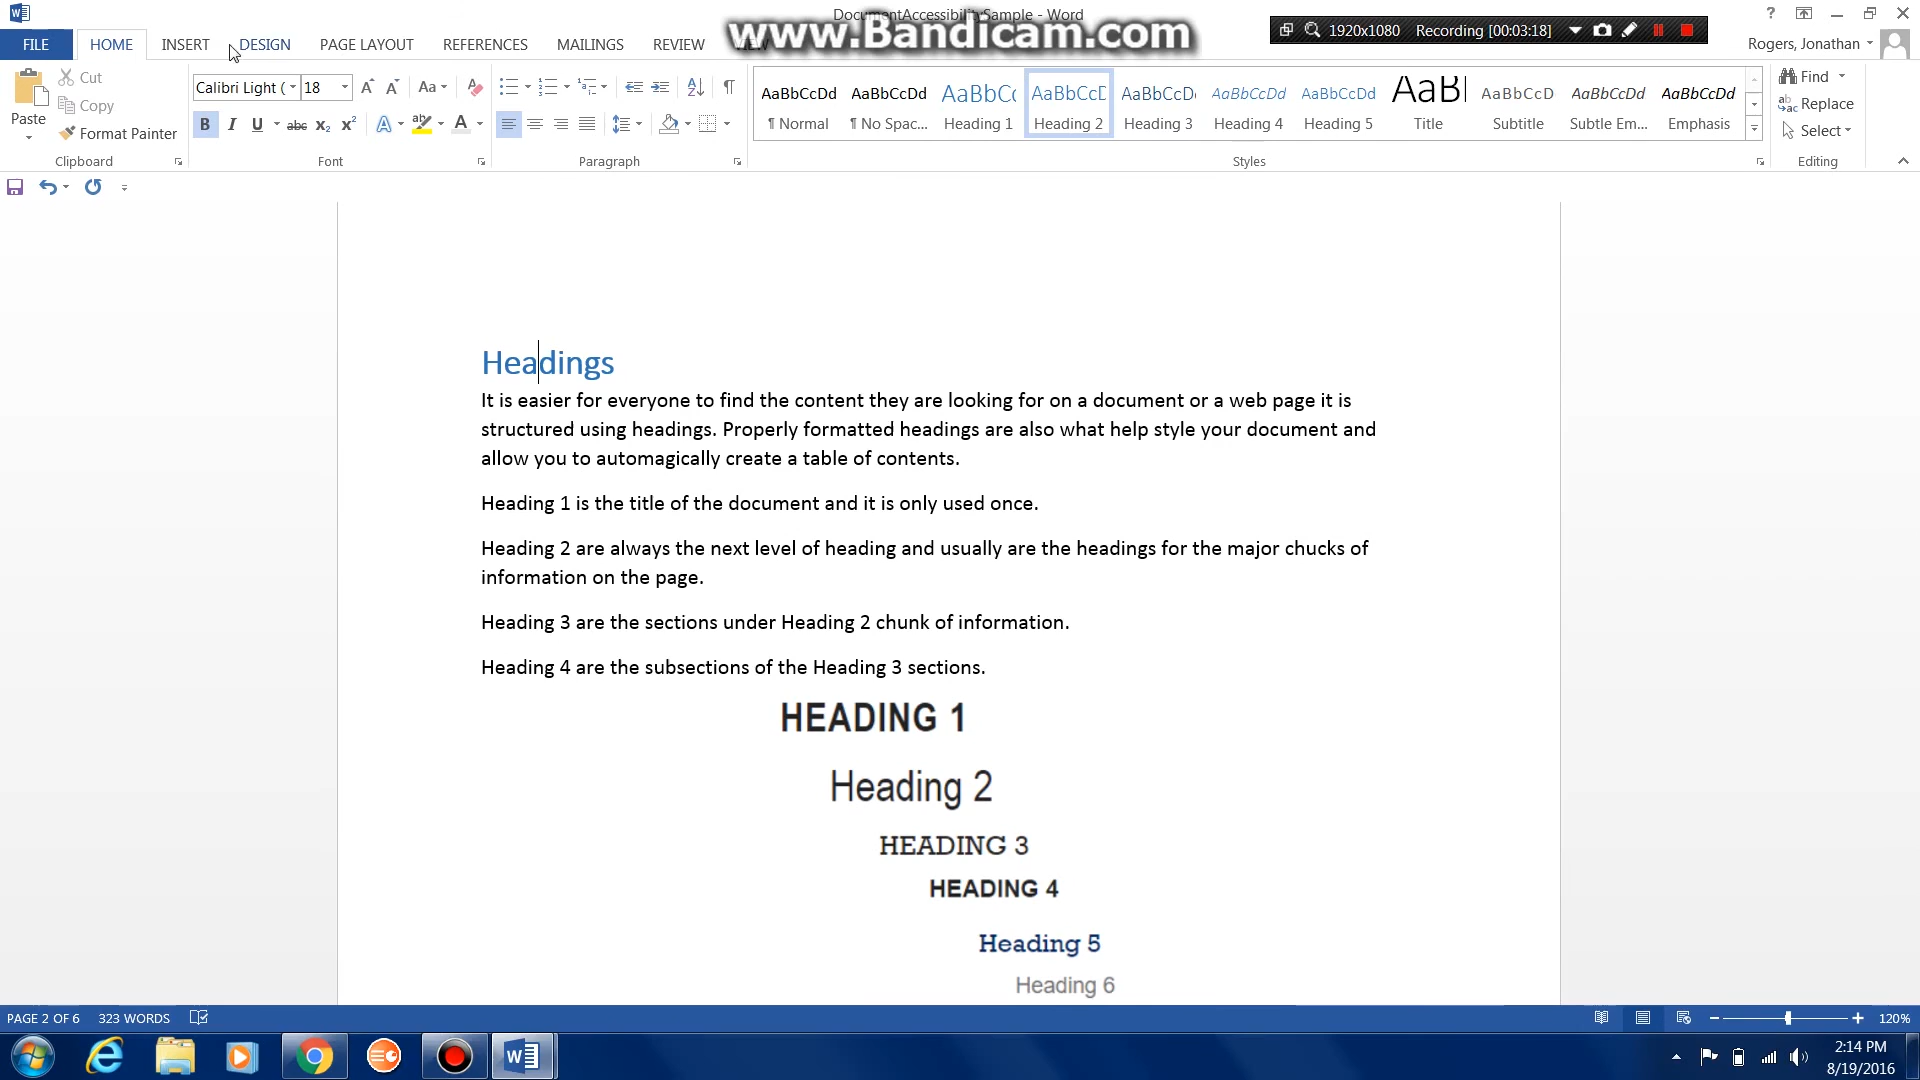 DocumentAccessibilitySample - Word
www.Bandicam.com
1920x1080 Recording [00:03:18]
FILE HOME INSERT DESIGN PAGE LAYOUT REFERENCES MAILINGS REVIEW
Rogers, Jonathan
Paste
Cut
Copy
Format Painter
Clipboard
Calibri Light ( 18
Font
Paragraph
AaBbCcDd AaBbCcDd AaBbCc AaBbCcD AaBbCcD AaBbCcDd AaBbCcDd AaB AaBbCcD AaBbCcDd AaBbCcDd
¶ Normal ¶ No Spac... Heading 1 Heading 2 Heading 3 Heading 4 Heading 5 Title Subtitle Subtle Em... Emphasis
Styles
Find
Replace
Select
Editing
Headings
It is easier for everyone to find the content they are looking for on a document or a web page it is
structured using headings. Properly formatted headings are also what help style your document and
allow you to automagically create a table of contents.
Heading 1 is the title of the document and it is only used once.
Heading 2 are always the next level of heading and usually are the headings for the major chucks of
information on the page.
Heading 3 are the sections under Heading 2 chunk of information.
Heading 4 are the subsections of the Heading 3 sections.
HEADING 1
Heading 2
HEADING 3
HEADING 4
Heading 5
Heading 6
PAGE 2 OF 6 323 WORDS
120%
2:14 PM
8/19/2016